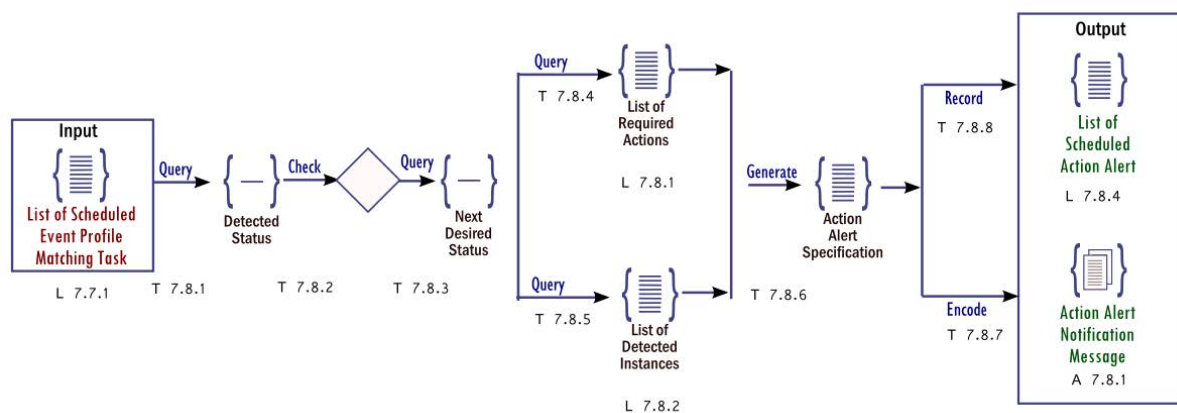 Input
List of Scheduled
Event Profile
Matching Task
L 7.7.1
Query
T 7.8.1
Detected
Status
Check
T 7.8.2
Query
T 7.8.3
Next
Desired
Status
Query
T 7.8.4
List of
Required
Actions
L 7.8.1
Query
T 7.8.5
List of
Detected
Instances
L 7.8.2
Generate
T 7.8.6
Action
Alert
Specification
Record
T 7.8.8
Encode
T 7.8.7
Output
List of
Scheduled
Action Alert
L 7.8.4
Action Alert
Notification
Message
A 7.8.1